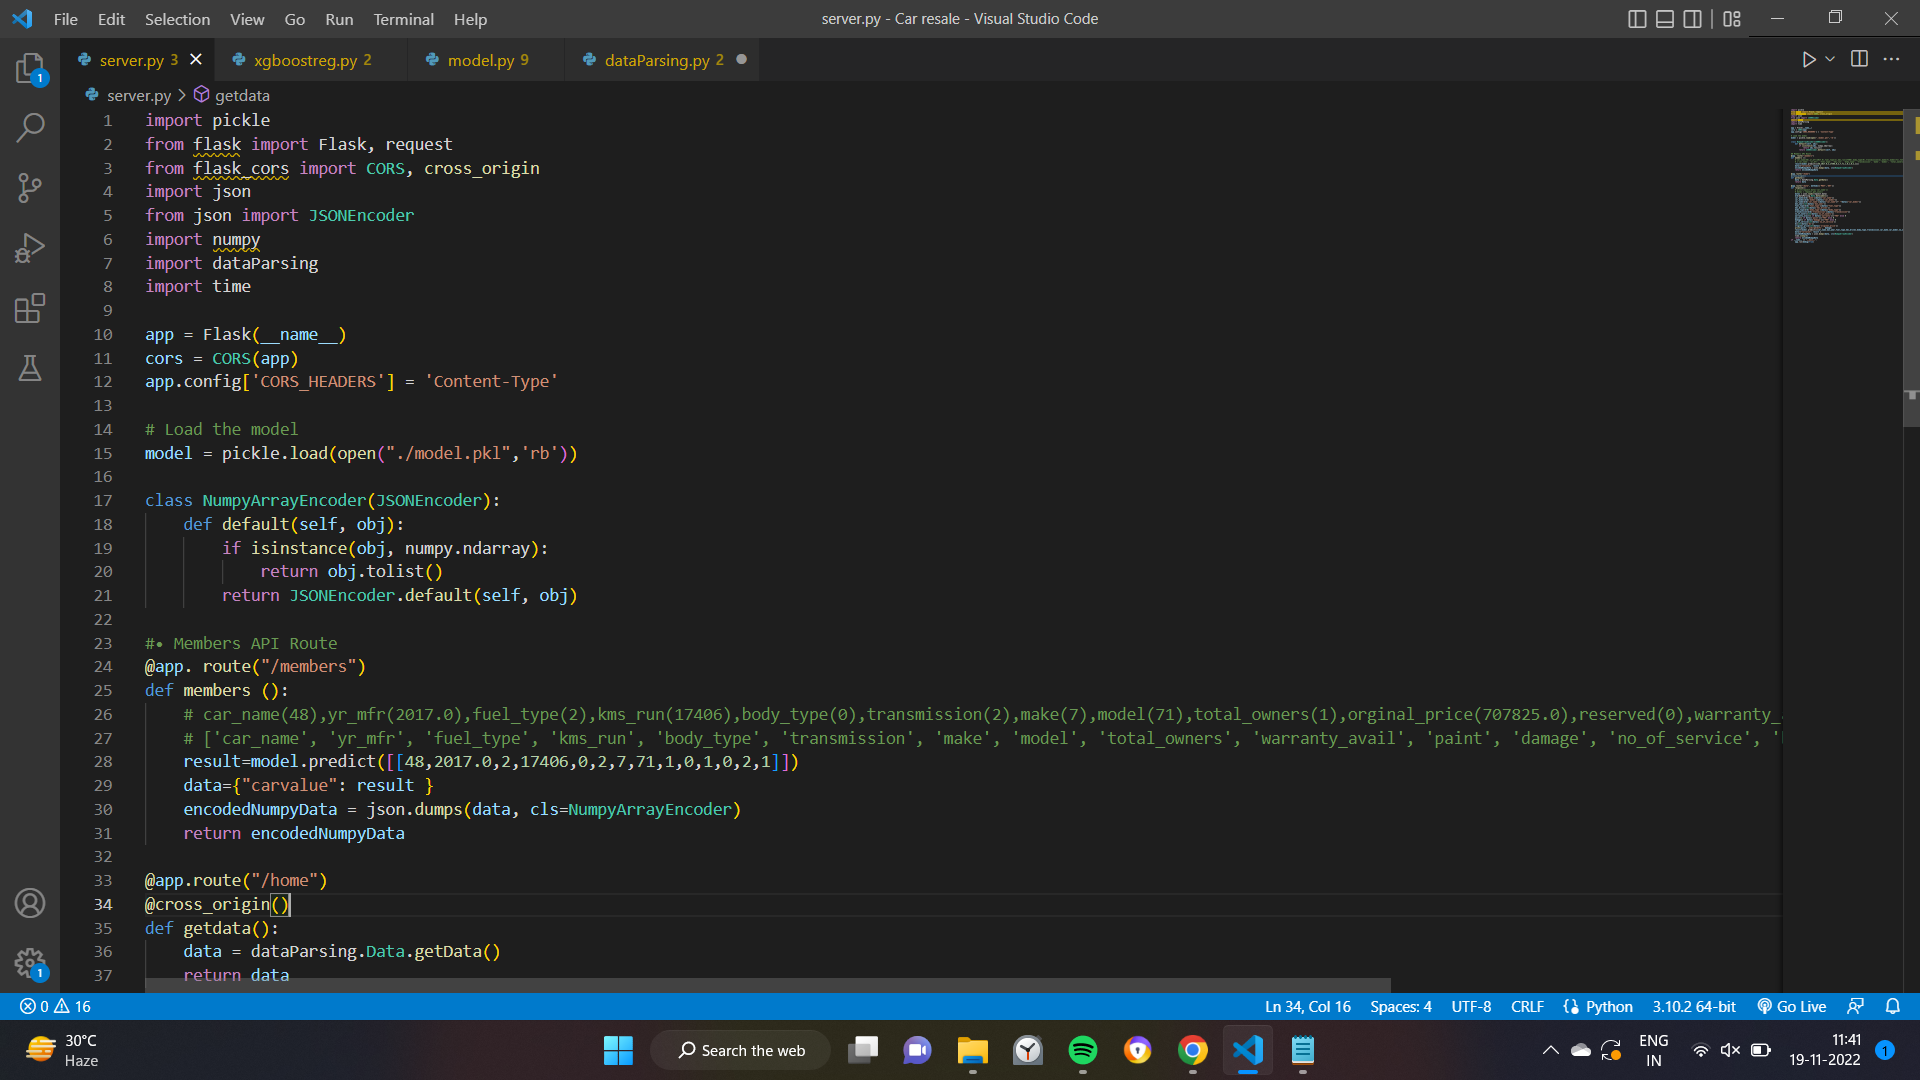 File Edit Selection View Go Run Terminal Help
server.py - Car resale - Visual Studio Code
server.py 3
xgboostreg.py 2
model.py 9
dataParsing.py 2
server.py > getdata
1 import pickle
2 from flask import Flask, request
3 from flask_cors import CORS, cross_origin
4 import json
5 from json import JSONEncoder
6 import numpy
7 import dataParsing
8 import time
9
10 app = Flask(__name__)
11 cors = CORS(app)
12 app.config['CORS_HEADERS'] = 'Content-Type'
13
14 # Load the model
15 model = pickle.load(open("./model.pkl",'rb'))
16
17 class NumpyArrayEncoder(JSONEncoder):
18 def default(self, obj):
19 if isinstance(obj, numpy.ndarray):
20 return obj.tolist()
21 return JSONEncoder.default(self, obj)
22
23 #• Members API Route
24 @app. route("/members")
25 def members ():
26 # car_name(48),yr_mfr(2017.0),fuel_type(2),kms_run(17406),body_type(0),transmission(2),make(7),model(71),total_owners(1),orginal_price(707825.0),reserved(0),warranty_
27 # ['car_name', 'yr_mfr', 'fuel_type', 'kms_run', 'body_type', 'transmission', 'make', 'model', 'total_owners', 'warranty_avail', 'paint', 'damage', 'no_of_service', '
28 result=model.predict([[48,2017.0,2,17406,0,2,7,71,1,0,1,0,2,1]])
29 data={"carvalue": result }
30 encodedNumpyData = json.dumps(data, cls=NumpyArrayEncoder)
31 return encodedNumpyData
32
33 @app.route("/home")
34 @cross_origin()
35 def getdata():
36 data = dataParsing.Data.getData()
37 return data
0 16
Ln 34, Col 16 Spaces: 4 UTF-8 CRLF Python 3.10.2 64-bit Go Live
30°C
Haze
Search the web
ENG
IN
11:41
19-11-2022
1